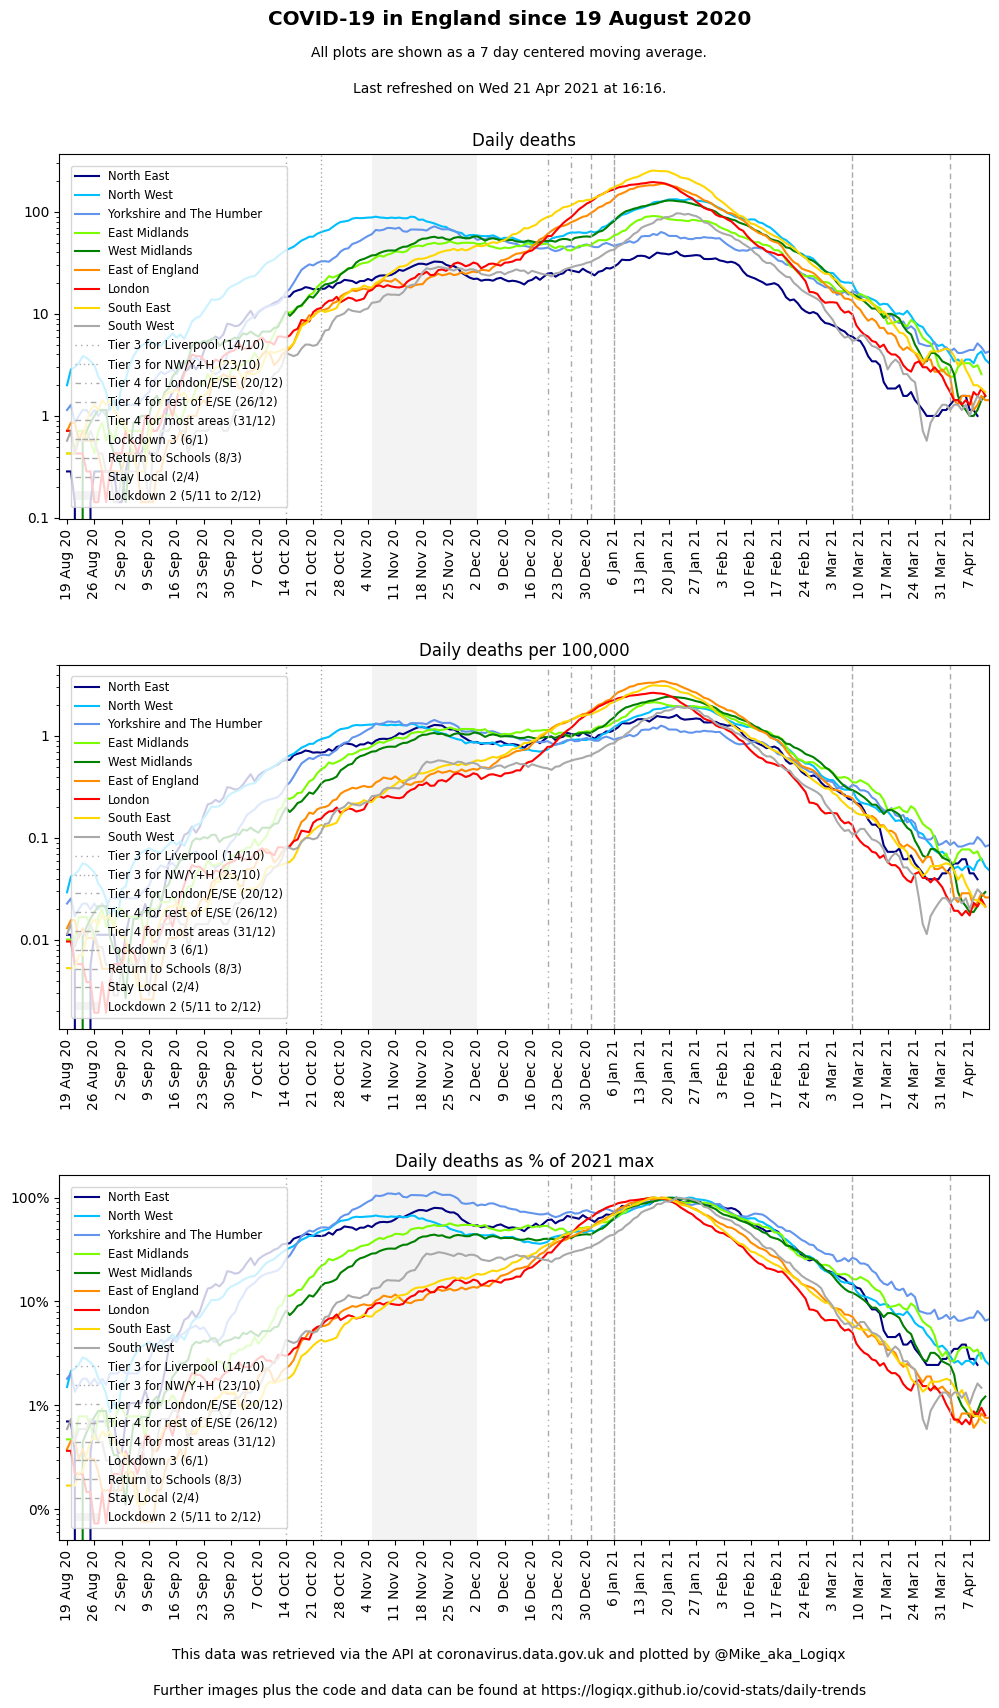 COVID-19 in England since 19 August 2020
All plots are shown as a 7 day centered moving average.
Last refreshed on Wed 21 Apr 2021 at 16:16.
Daily deaths
100
10
1
0.1
North East
North West
Yorkshire and The Humber
East Midlands
West Midlands
East of England
London
South East
South West
Tier 3 for Liverpool (14/10)
Tier 3 for NW/Y+H (23/10)
Tier 4 for London/E/SE (20/12)
Tier 4 for rest of E/SE (26/12)
Tier 4 for most areas (31/12)
Lockdown 3 (6/1)
Return to Schools (8/3)
Stay Local (2/4)
Lockdown 2 (5/11 to 2/12)
19 Aug 20
26 Aug 20
2 Sep 20
9 Sep 20
16 Sep 20
23 Sep 20
30 Sep 20
7 Oct 20
14 Oct 20
21 Oct 20
28 Oct 20
4 Nov 20
11 Nov 20
18 Nov 20
25 Nov 20
2 Dec 20
9 Dec 20
16 Dec 20
23 Dec 20
30 Dec 20
6 Jan 21
13 Jan 21
20 Jan 21
27 Jan 21
3 Feb 21
10 Feb 21
17 Feb 21
24 Feb 21
3 Mar 21
10 Mar 21
17 Mar 21
24 Mar 21
31 Mar 21
7 Apr 21
Daily deaths per 100,000
1
0.1
0.01
North East
North West
Yorkshire and The Humber
East Midlands
West Midlands
East of England
London
South East
South West
Tier 3 for Liverpool (14/10)
Tier 3 for NW/Y+H (23/10)
Tier 4 for London/E/SE (20/12)
Tier 4 for rest of E/SE (26/12)
Tier 4 for most areas (31/12)
Lockdown 3 (6/1)
Return to Schools (8/3)
Stay Local (2/4)
Lockdown 2 (5/11 to 2/12)
19 Aug 20
26 Aug 20
2 Sep 20
9 Sep 20
16 Sep 20
23 Sep 20
30 Sep 20
7 Oct 20
14 Oct 20
21 Oct 20
28 Oct 20
4 Nov 20
11 Nov 20
18 Nov 20
25 Nov 20
2 Dec 20
9 Dec 20
16 Dec 20
23 Dec 20
30 Dec 20
6 Jan 21
13 Jan 21
20 Jan 21
27 Jan 21
3 Feb 21
10 Feb 21
17 Feb 21
24 Feb 21
3 Mar 21
10 Mar 21
17 Mar 21
24 Mar 21
31 Mar 21
7 Apr 21
Daily deaths as % of 2021 max
100%
10%
1%
0%
North East
North West
Yorkshire and The Humber
East Midlands
West Midlands
East of England
London
South East
South West
Tier 3 for Liverpool (14/10)
Tier 3 for NW/Y+H (23/10)
Tier 4 for London/E/SE (20/12)
Tier 4 for rest of E/SE (26/12)
Tier 4 for most areas (31/12)
Lockdown 3 (6/1)
Return to Schools (8/3)
Stay Local (2/4)
Lockdown 2 (5/11 to 2/12)
19 Aug 20
26 Aug 20
2 Sep 20
9 Sep 20
16 Sep 20
23 Sep 20
30 Sep 20
7 Oct 20
14 Oct 20
21 Oct 20
28 Oct 20
4 Nov 20
11 Nov 20
18 Nov 20
25 Nov 20
2 Dec 20
9 Dec 20
16 Dec 20
23 Dec 20
30 Dec 20
6 Jan 21
13 Jan 21
20 Jan 21
27 Jan 21
3 Feb 21
10 Feb 21
17 Feb 21
24 Feb 21
3 Mar 21
10 Mar 21
17 Mar 21
24 Mar 21
31 Mar 21
7 Apr 21
This data was retrieved via the API at coronavirus.data.gov.uk and plotted by @Mike_aka_Logiqx
Further images plus the code and data can be found at https://logiqx.github.io/covid-stats/daily-trends